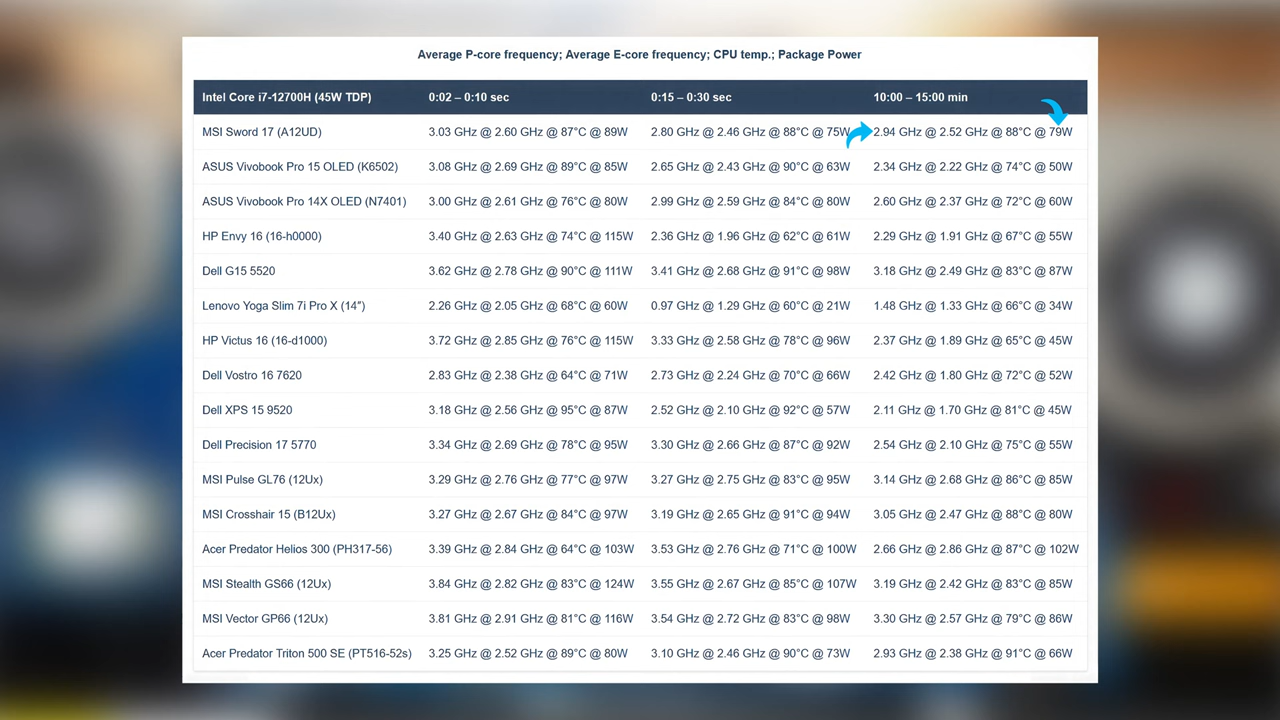 Average P-core frequency; Average E-core frequency; CPU temp.; Package Power
Intel Core i7-12700H (45W TDP) 0:02 – 0:10 sec 0:15 – 0:30 sec 10:00 – 15:00 min
MSI Sword 17 (A12UD) 3.03 GHz @ 2.60 GHz @ 87°C @ 89W 2.80 GHz @ 2.46 GHz @ 88°C @ 75W 2.94 GHz @ 2.52 GHz @ 88°C @ 79W
ASUS Vivobook Pro 15 OLED (K6502) 3.08 GHz @ 2.69 GHz @ 89°C @ 85W 2.65 GHz @ 2.43 GHz @ 90°C @ 63W 2.34 GHz @ 2.22 GHz @ 74°C @ 50W
ASUS Vivobook Pro 14X OLED (N7401) 3.00 GHz @ 2.61 GHz @ 76°C @ 80W 2.99 GHz @ 2.59 GHz @ 84°C @ 80W 2.60 GHz @ 2.37 GHz @ 72°C @ 60W
HP Envy 16 (16-h0000) 3.40 GHz @ 2.63 GHz @ 74°C @ 115W 2.36 GHz @ 1.96 GHz @ 62°C @ 61W 2.29 GHz @ 1.91 GHz @ 67°C @ 55W
Dell G15 5520 3.62 GHz @ 2.78 GHz @ 90°C @ 111W 3.41 GHz @ 2.68 GHz @ 91°C @ 98W 3.18 GHz @ 2.49 GHz @ 83°C @ 87W
Lenovo Yoga Slim 7i Pro X (14″) 2.26 GHz @ 2.05 GHz @ 68°C @ 60W 0.97 GHz @ 1.29 GHz @ 60°C @ 21W 1.48 GHz @ 1.33 GHz @ 66°C @ 34W
HP Victus 16 (16-d1000) 3.72 GHz @ 2.85 GHz @ 76°C @ 115W 3.33 GHz @ 2.58 GHz @ 78°C @ 96W 2.37 GHz @ 1.89 GHz @ 65°C @ 45W
Dell Vostro 16 7620 2.83 GHz @ 2.38 GHz @ 64°C @ 71W 2.73 GHz @ 2.24 GHz @ 70°C @ 66W 2.42 GHz @ 1.80 GHz @ 72°C @ 52W
Dell XPS 15 9520 3.18 GHz @ 2.56 GHz @ 95°C @ 87W 2.52 GHz @ 2.10 GHz @ 92°C @ 57W 2.11 GHz @ 1.70 GHz @ 81°C @ 45W
Dell Precision 17 5770 3.34 GHz @ 2.69 GHz @ 78°C @ 95W 3.30 GHz @ 2.66 GHz @ 87°C @ 92W 2.54 GHz @ 2.10 GHz @ 75°C @ 55W
MSI Pulse GL76 (12Ux) 3.29 GHz @ 2.76 GHz @ 77°C @ 97W 3.27 GHz @ 2.75 GHz @ 83°C @ 95W 3.14 GHz @ 2.68 GHz @ 86°C @ 85W
MSI Crosshair 15 (B12Ux) 3.27 GHz @ 2.67 GHz @ 84°C @ 97W 3.19 GHz @ 2.65 GHz @ 91°C @ 94W 3.05 GHz @ 2.47 GHz @ 88°C @ 80W
Acer Predator Helios 300 (PH317-56) 3.39 GHz @ 2.84 GHz @ 64°C @ 103W 3.53 GHz @ 2.76 GHz @ 71°C @ 100W 2.66 GHz @ 2.86 GHz @ 87°C @ 102W
MSI Stealth GS66 (12Ux) 3.84 GHz @ 2.82 GHz @ 83°C @ 124W 3.55 GHz @ 2.67 GHz @ 85°C @ 107W 3.19 GHz @ 2.42 GHz @ 83°C @ 85W
MSI Vector GP66 (12Ux) 3.81 GHz @ 2.91 GHz @ 81°C @ 116W 3.54 GHz @ 2.72 GHz @ 83°C @ 98W 3.30 GHz @ 2.57 GHz @ 79°C @ 86W
Acer Predator Triton 500 SE (PT516-52s) 3.25 GHz @ 2.52 GHz @ 89°C @ 80W 3.10 GHz @ 2.46 GHz @ 90°C @ 73W 2.93 GHz @ 2.38 GHz @ 91°C @ 66W